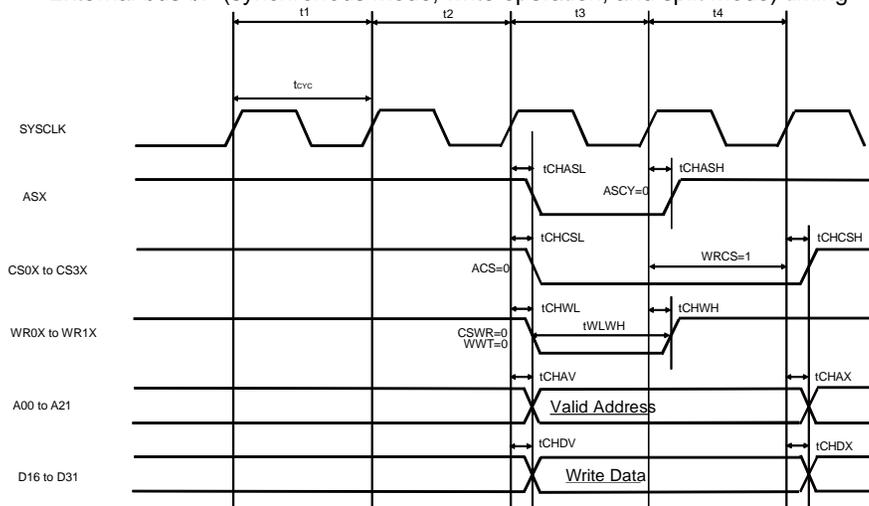 External bus I/F (synchronous mode, write operation, and split mode) timing
t1 t2 t3 t4
tCYC
SYSCLK
tCHASL tCHASH
ASX ASCY=0
tCHCSL WRCS=1 tCHCSH
CS0X to CS3X ACS=0
tCHWL tWLWH tCHWH
WR0X to WR1X CSWR=0
WWT=0
tCHAV tCHAX
A00 to A21 Valid Address
tCHDV tCHDX
D16 to D31 Write Data